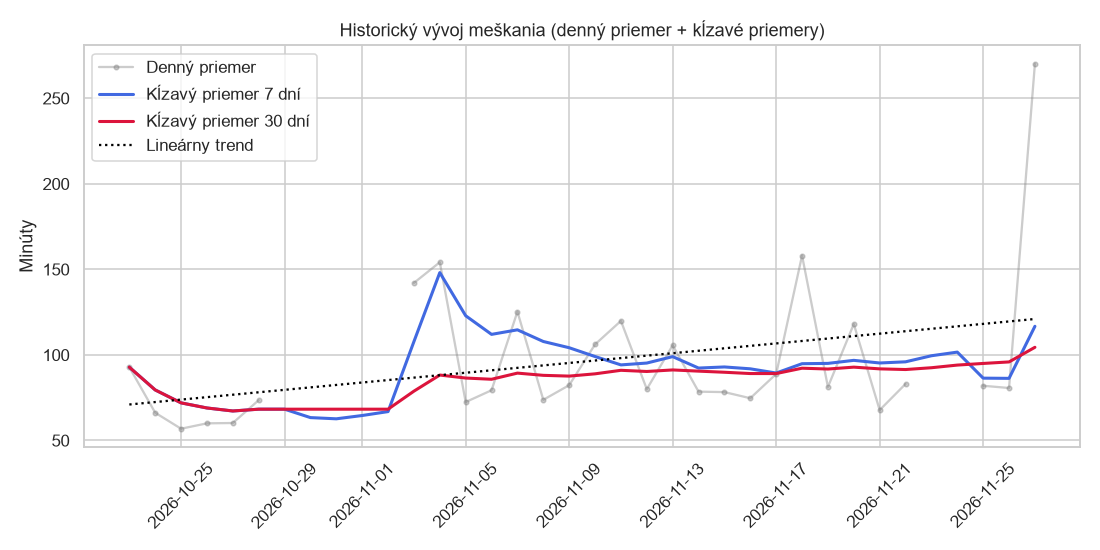 Historický vývoj meškania (denný priemer + kĺzavé priemery)
Denný priemer
Kĺzavý priemer 7 dní
Kĺzavý priemer 30 dní
Lineárny trend
Minúty
250
200
150
100
50
2026-10-25
2026-10-29
2026-11-01
2026-11-05
2026-11-09
2026-11-13
2026-11-17
2026-11-21
2026-11-25